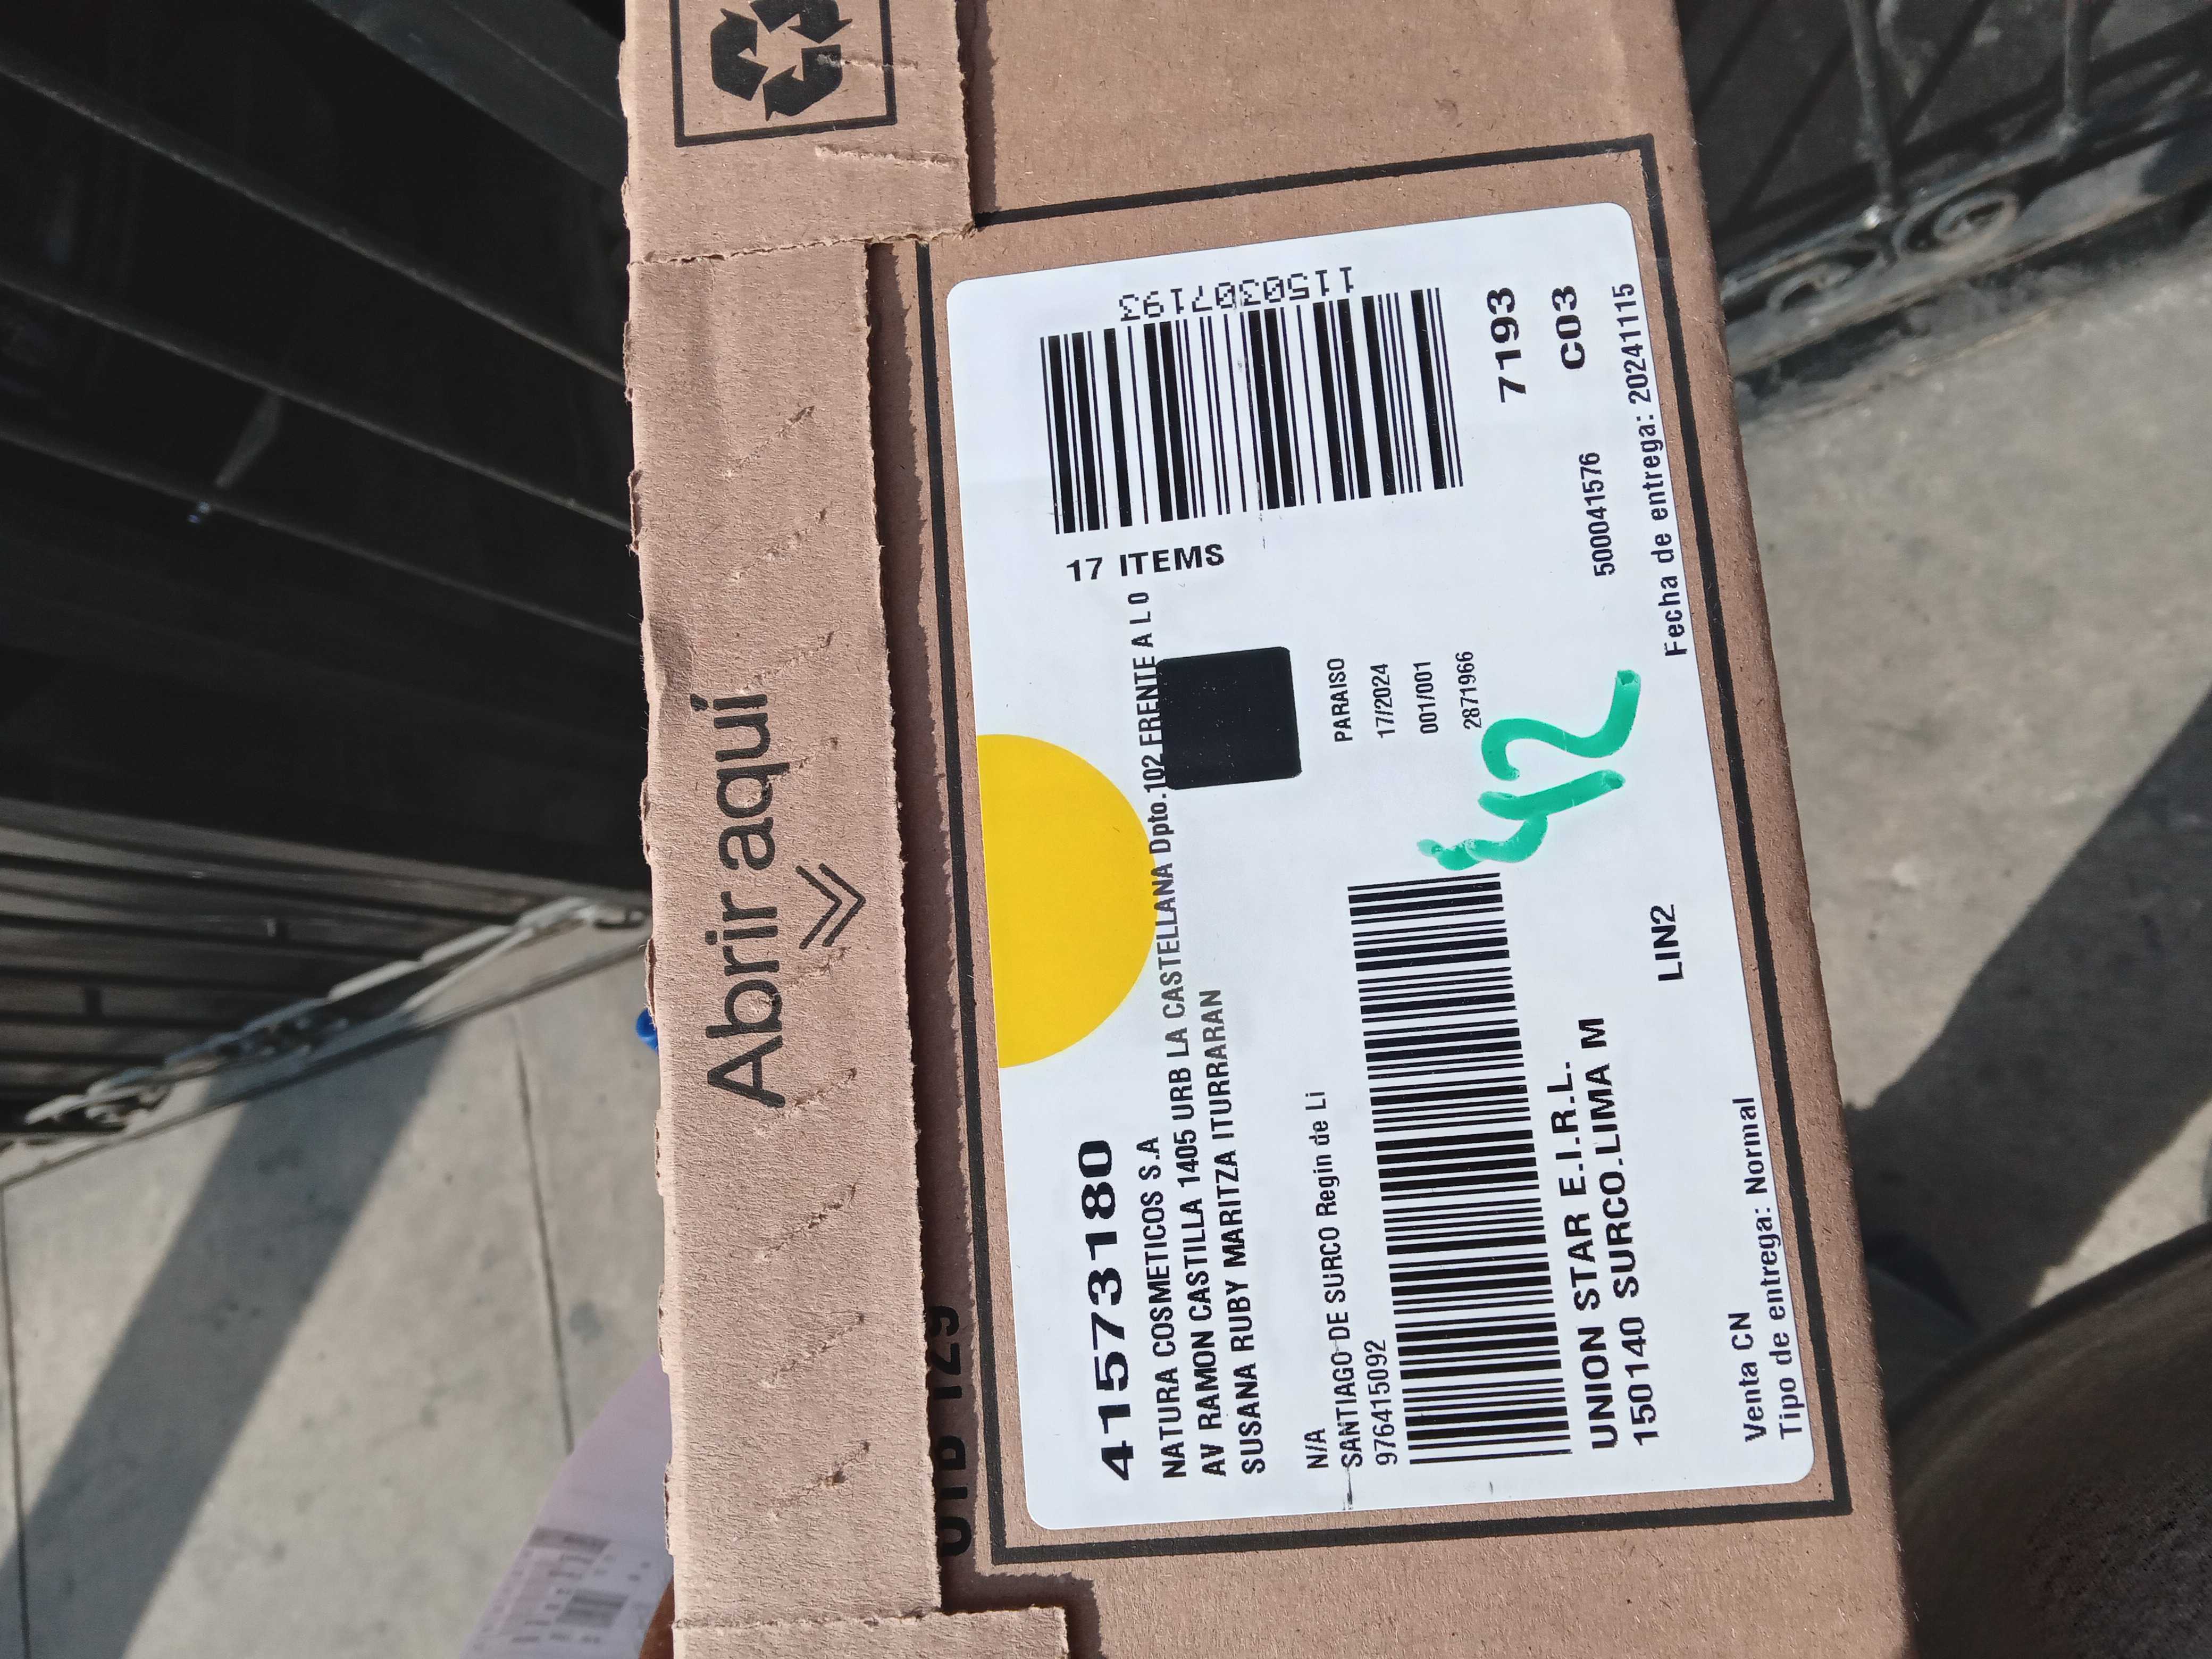 Abrir aquí
41573180
17 ITEMS
1150307193
NATURA COSMETICOS S.A
AV RAMON CASTILLA 1405 URB LA CASTELLANA Dpto.102 FRENTE A L0
SUSANA RUBY MARITZA ITURRARAN
N/A
SANTIAGO DE SURCO Regin de Li
976415092
PARAISO
17/2024
001/001
2871966
7193
C03
42
UNION STAR E.I.R.L.
150140 SURCO.LIMA M
500041576
LIN2
Fecha de entrega: 20241115
Venta CN
Tipo de entrega: Normal